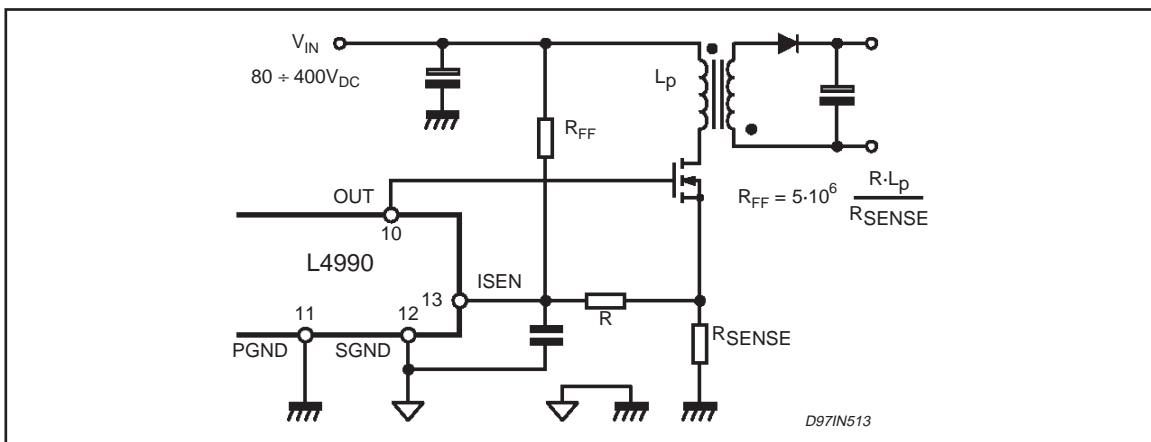 V_IN
80 ÷ 400V_DC
L_p
R_FF
R_FF = 5·10^6 R·L_p / R_SENSE
OUT
10
L4990
ISEN
13
11
12
R
R_SENSE
PGND
SGND
D97IN513